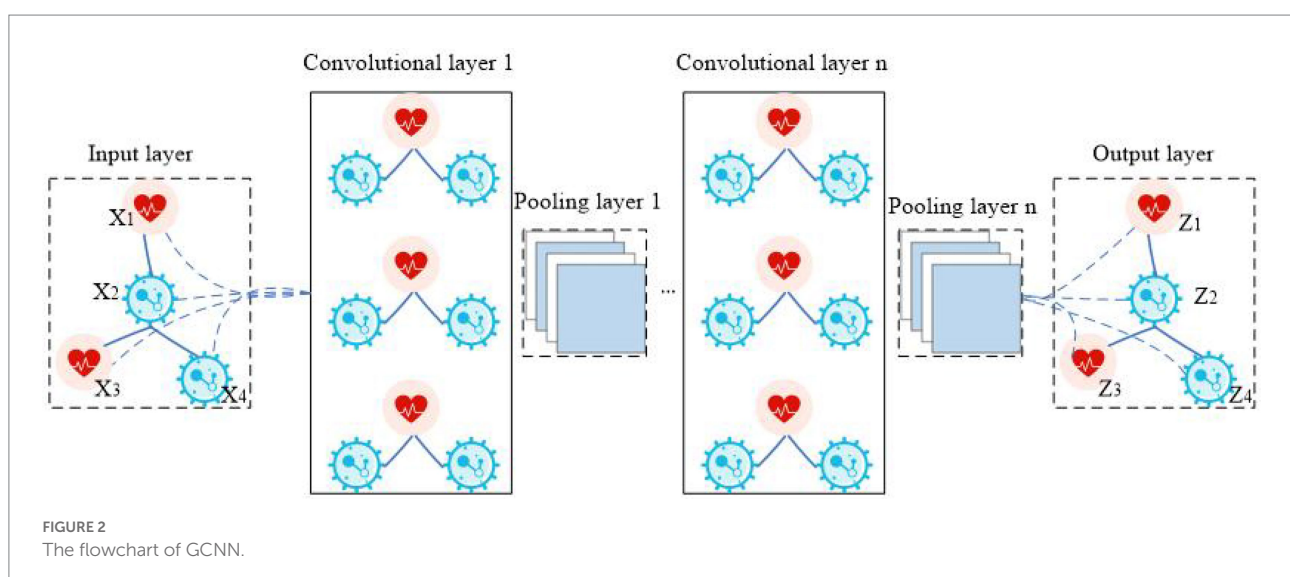 Convolutional layer 1
Convolutional layer n
Input layer
Output layer
X1
X2
X3
X4
Pooling layer 1
...
Pooling layer n
Z1
Z2
Z3
Z4
FIGURE 2
The flowchart of GCNN.